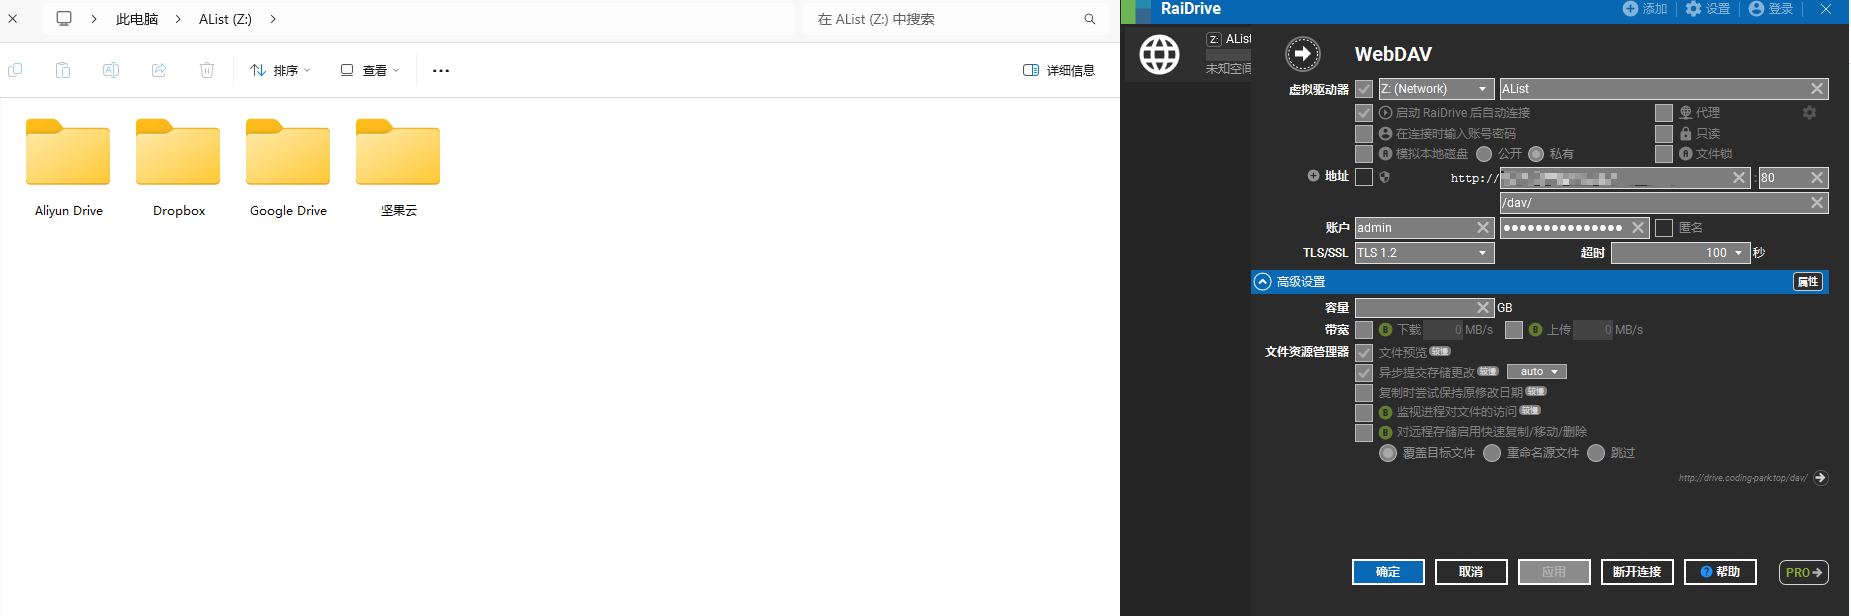 此电脑 AList (Z:)
在 AList (Z:) 中搜索
排序 查看 ...
详细信息
Aliyun Drive Dropbox Google Drive 坚果云
RaiDrive
添加 设置 登录
Z: AList
未知空间
WebDAV
虚拟驱动器 Z: (Network) AList
启动 RaiDrive 后自动连接 代理
在连接时输入账号密码 只读
模拟本地磁盘 公开 私有 文件锁
地址 http:// : 80
/dav/
账户 admin ●●●●●●●●●●●●●●● 匿名
TLS/SSL TLS 1.2 超时 100 秒
高级设置 属性
容量 GB
带宽 B 下载 0 MB/s B 上传 0 MB/s
文件资源管理器 文件预览 较慢
异步提交存储更改 较慢 auto
复制时尝试保持原修改日期 较慢
B 监视进程对文件的访问 较慢
B 对远程存储启用快速复制/移动/删除
覆盖目标文件 重命名源文件 跳过
http://drive.coding-park.top/dav/
确定 取消 应用 断开连接 帮助 PRO